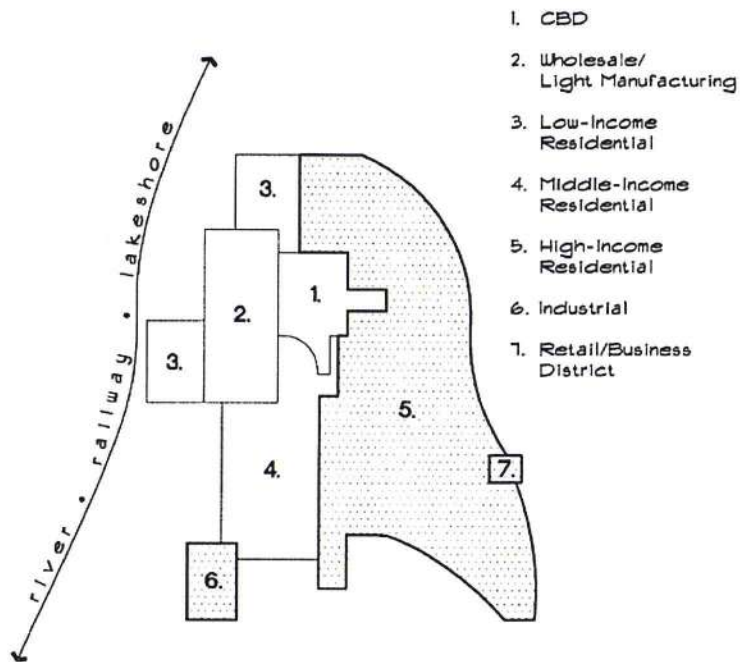 1. CBD
2. Wholesale/
Light Manufacturing
3. Low-Income
Residential
4. Middle-Income
Residential
5. High-Income
Residential
6. Industrial
7. Retail/Business
District
river • railway • lakeshore
3.
1.
2.
3.
5.
4.
7.
6.